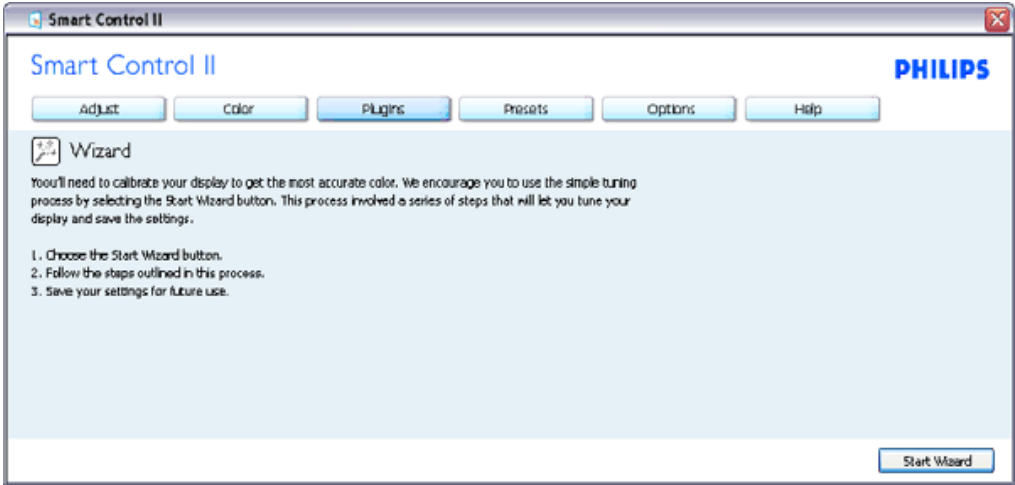 Smart Control II
Smart Control II
PHILIPS
Adjust Color Plugins Presets Options Help
Wizard
Yoou'll need to calibrate your display to get the most accurate color. We encourage you to use the simple tuning
process by selecting the Start Wizard button. This process involved a series of steps that will let you tune your
display and save the settings.
1. Choose the Start Wizard button.
2. Follow the steps outlined in this process.
3. Save your settings for future use.
Start Wizard